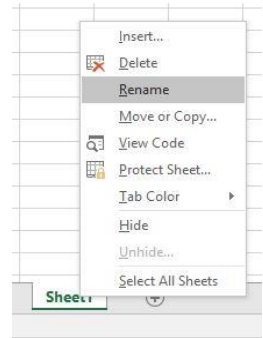 Insert...
Delete
Rename
Move or Copy...
View Code
Protect Sheet...
Tab Color
Hide
Unhide...
Select All Sheets
Sheet1